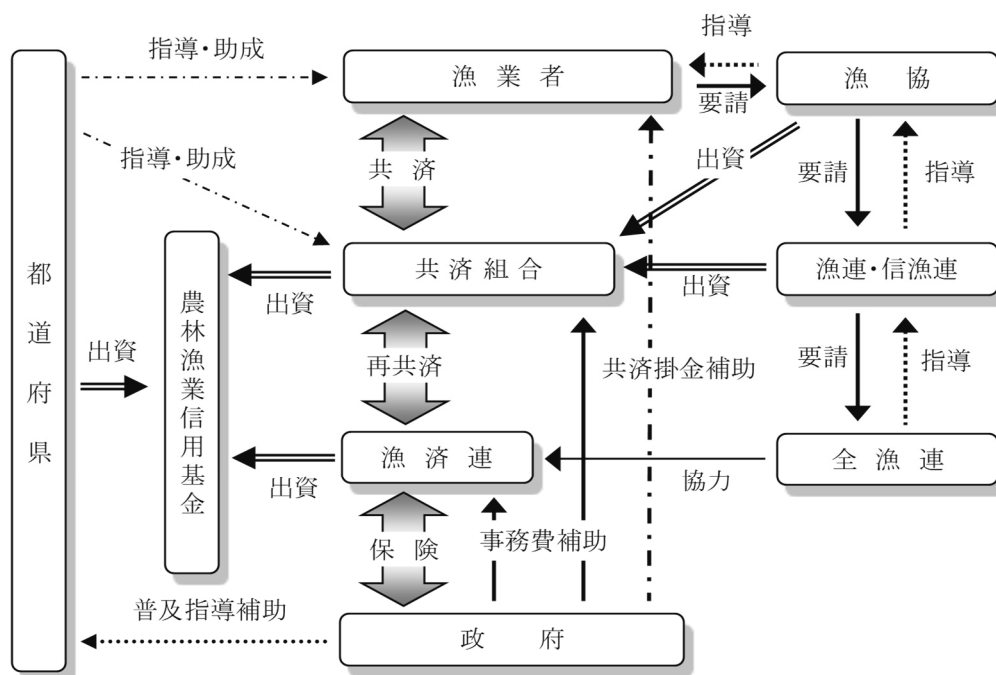 指導
指導・助成
漁業者
漁 協
要請
指導・助成
共 済
出資
要請
指導
都道府県
共済組合
漁連・信漁連
出資
出資
農林漁業信用基金
出資
再共済
共済掛金補助
要請
指導
漁 済 連
全 漁 連
出資
協力
保 険
事務費補助
普及指導補助
政 府